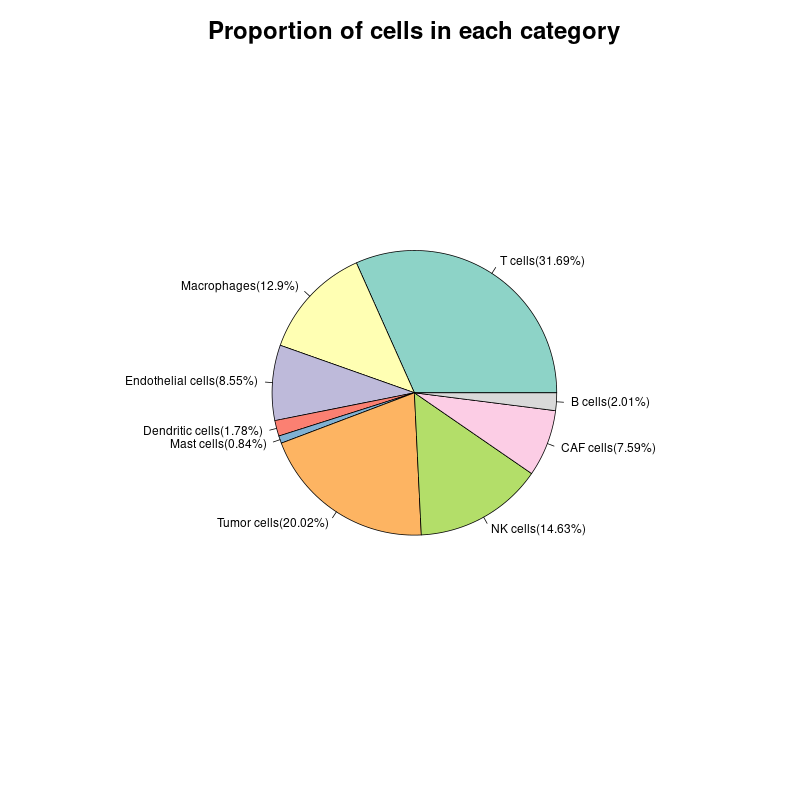 Proportion of cells in each category
T cells(31.69%)
Macrophages(12.9%)
Endothelial cells(8.55%)
Dendritic cells(1.78%)
Mast cells(0.84%)
Tumor cells(20.02%)
NK cells(14.63%)
CAF cells(7.59%)
B cells(2.01%)